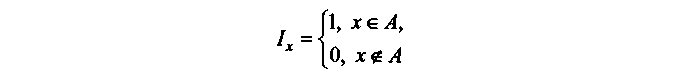 I_x = { 1, x ∈ A,
0, x ∉ A